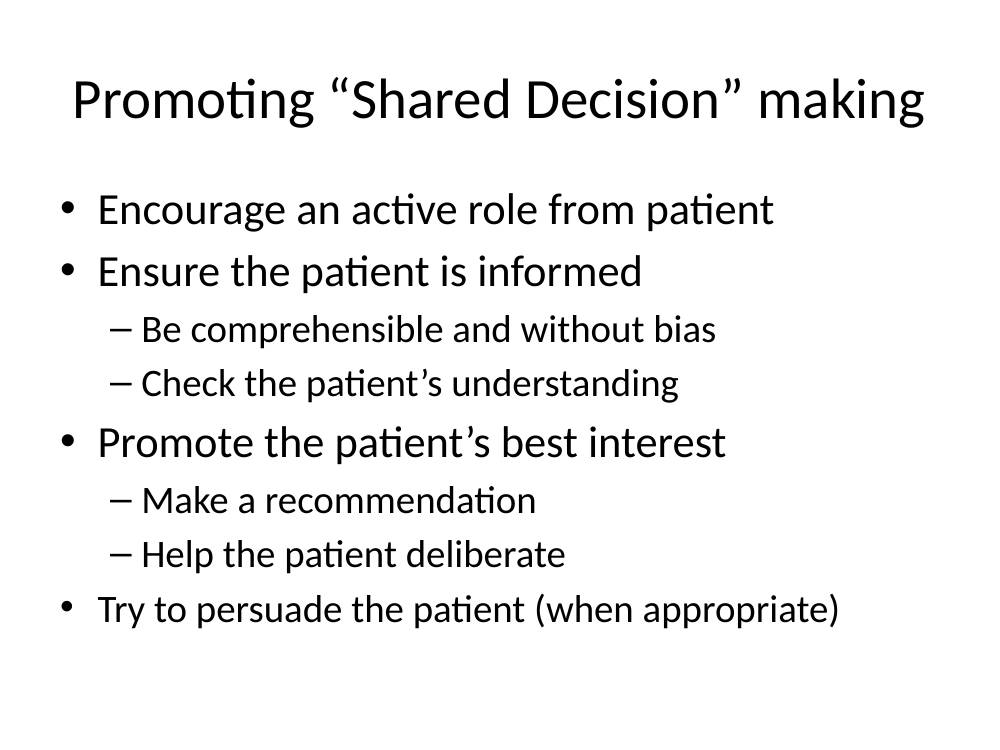 Promoting “Shared Decision” making
• Encourage an active role from patient
• Ensure the patient is informed
– Be comprehensible and without bias
– Check the patient’s understanding
• Promote the patient’s best interest
– Make a recommendation
– Help the patient deliberate
• Try to persuade the patient (when appropriate)